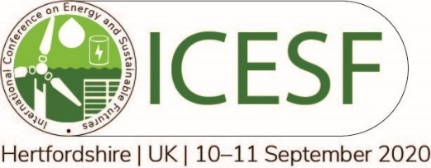 International Conference on Energy and Sustainable Futures
ICESF
Hertfordshire | UK | 10–11 September 2020